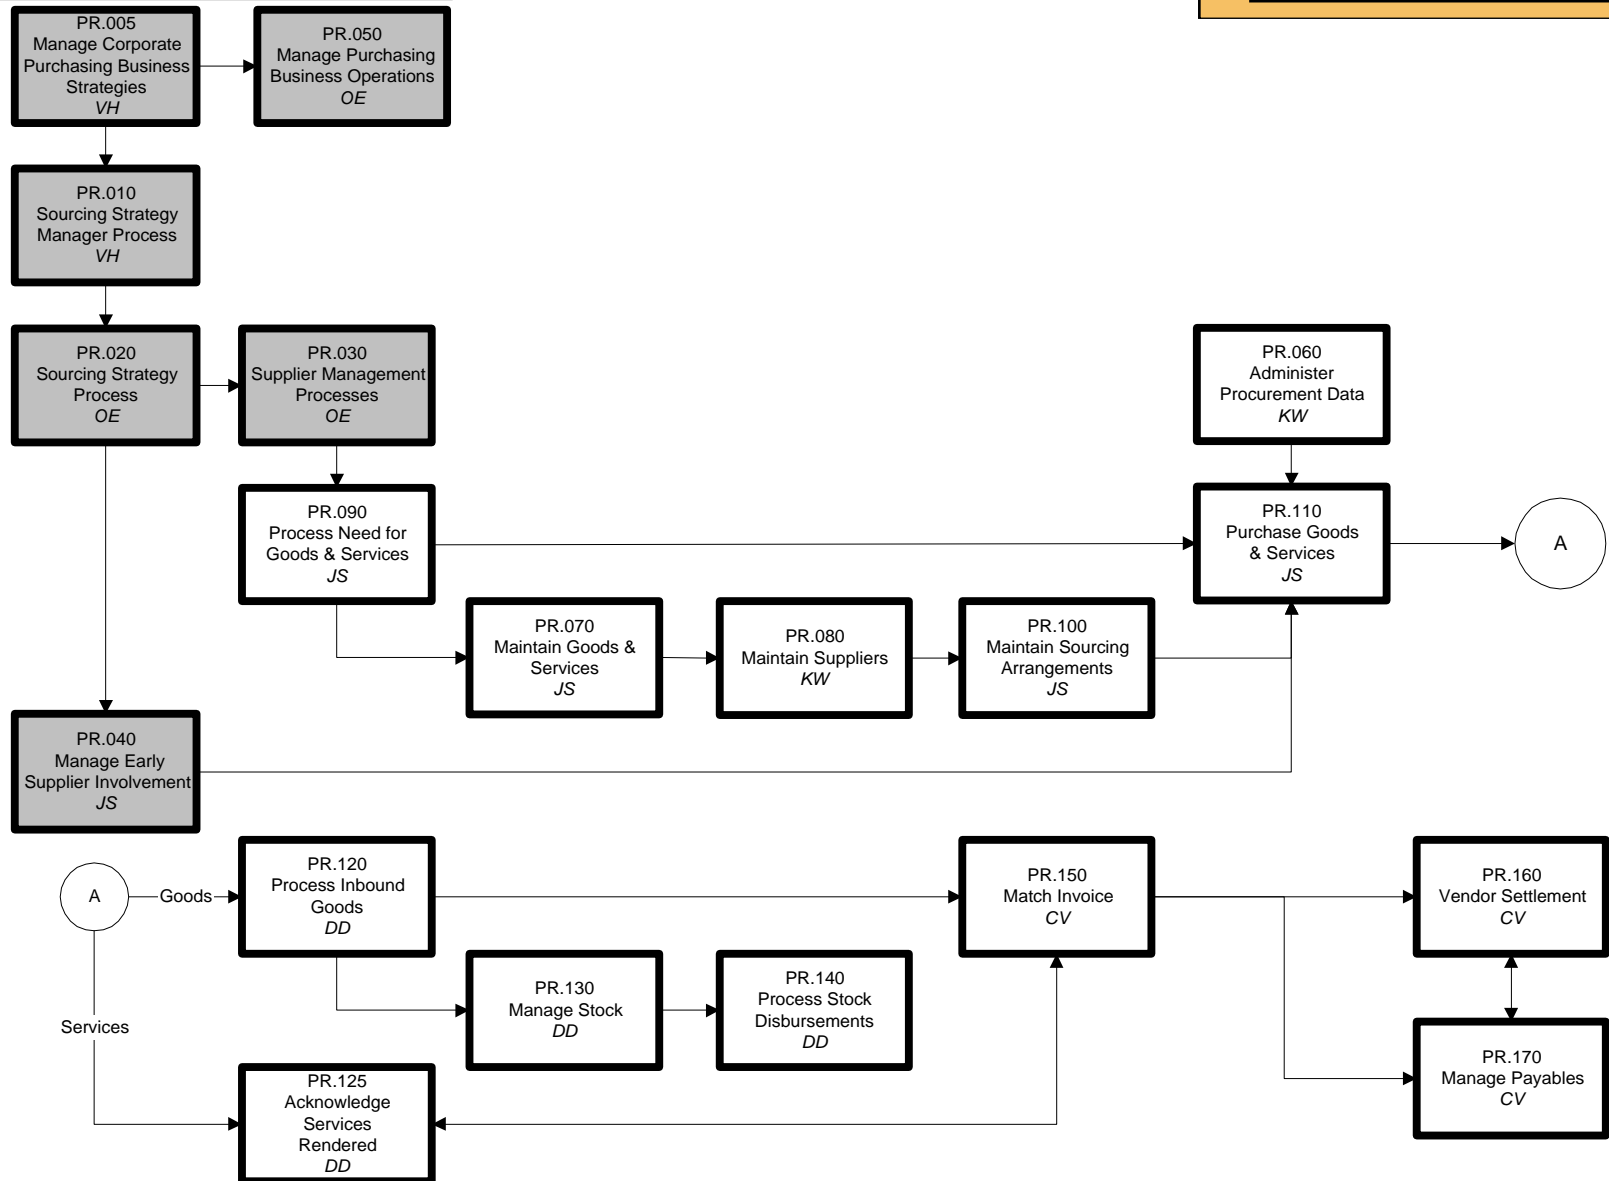 PR.005
Manage Corporate
Purchasing Business
Strategies
VH
PR.050
Manage Purchasing
Business Operations
OE
PR.010
Sourcing Strategy
Manager Process
VH
PR.020
Sourcing Strategy
Process
OE
PR.030
Supplier Management
Processes
OE
PR.060
Administer
Procurement Data
KW
PR.090
Process Need for
Goods & Services
JS
PR.110
Purchase Goods
& Services
JS
A
PR.070
Maintain Goods &
Services
JS
PR.080
Maintain Suppliers
KW
PR.100
Maintain Sourcing
Arrangements
JS
PR.040
Manage Early
Supplier Involvement
JS
A
Goods
PR.120
Process Inbound
Goods
DD
PR.150
Match Invoice
CV
PR.160
Vendor Settlement
CV
PR.130
Manage Stock
DD
PR.140
Process Stock
Disbursements
DD
Services
PR.170
Manage Payables
CV
PR.125
Acknowledge
Services
Rendered
DD